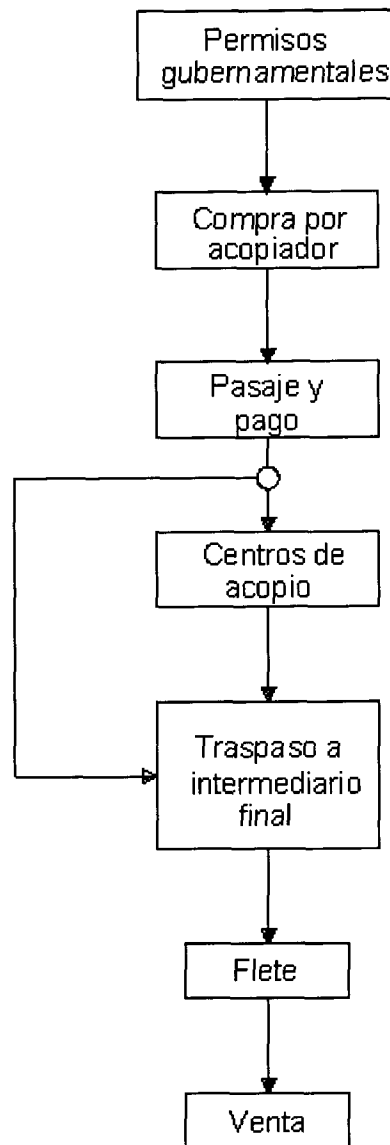 Permisos
gubernamentales
Compra por
acopiador
Pasaje y
pago
Centros de
acopio
Traspaso a
intermediario
final
Flete
Venta